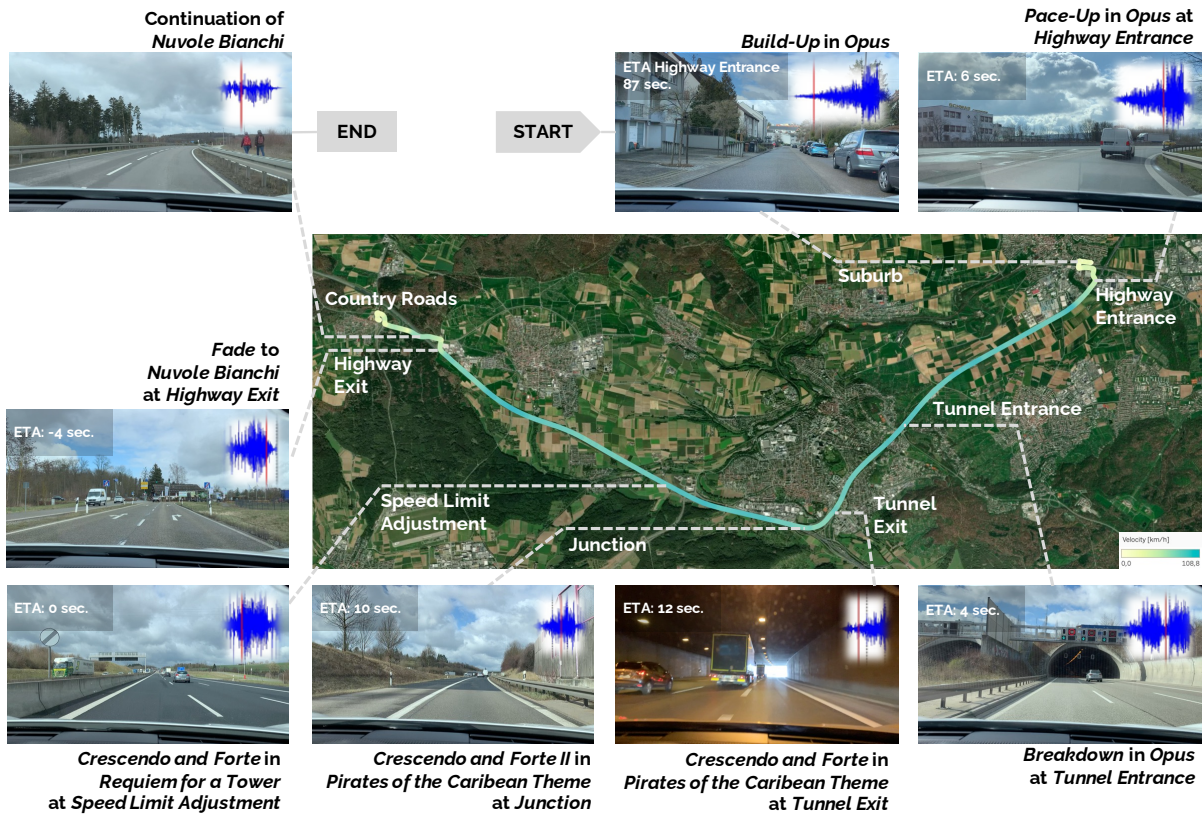 Continuation of
Nuvole Bianchi
END
START
Build-Up in Opus
ETA Highway Entrance
87 sec.
Pace-Up in Opus at
Highway Entrance
ETA: 6 sec.
Suburb
Highway
Entrance
Country Roads
Highway
Exit
Fade to
Nuvole Bianchi
at Highway Exit
ETA: -4 sec.
Tunnel Entrance
Speed Limit
Adjustment
Tunnel
Exit
Junction
Velocity [km/h]
0,0 108,8
ETA: 0 sec.
Crescendo and Forte in
Requiem for a Tower
at Speed Limit Adjustment
ETA: 10 sec.
Crescendo and Forte II in
Pirates of the Caribean Theme
at Junction
ETA: 12 sec.
Crescendo and Forte in
Pirates of the Caribean Theme
at Tunnel Exit
ETA: 4 sec.
Breakdown in Opus
at Tunnel Entrance